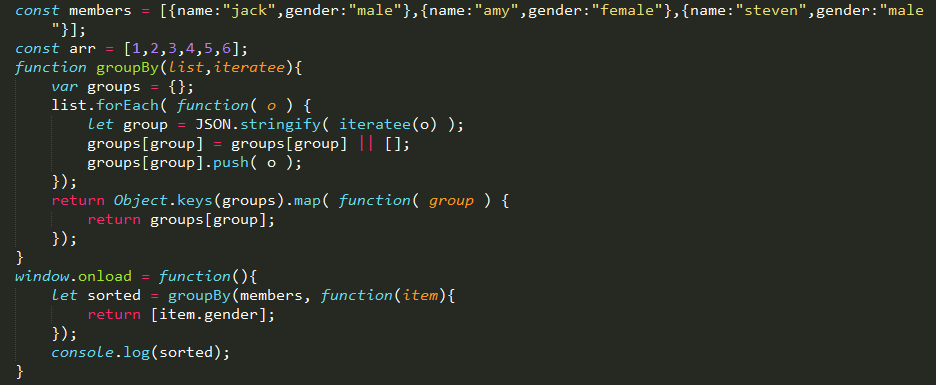 const members = [{name:"jack",gender:"male"},{name:"amy",gender:"female"},{name:"steven",gender:"male
"}];
const arr = [1,2,3,4,5,6];
function groupBy(list,iteratee){
    var groups = {};
    list.forEach( function( o ) {
        let group = JSON.stringify( iteratee(o) );
        groups[group] = groups[group] || [];
        groups[group].push( o );
    });
    return Object.keys(groups).map( function( group ) {
        return groups[group];
    });
}
window.onload = function(){
    let sorted = groupBy(members, function(item){
        return [item.gender];
    });
    console.log(sorted);
}